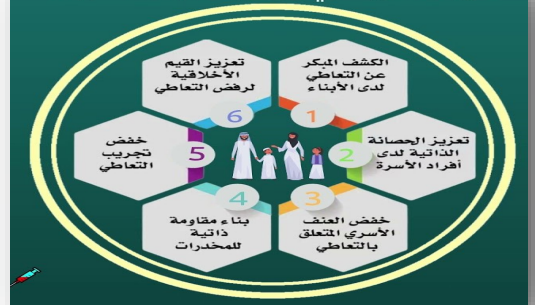 الكشف المبكر
عن التعاطي
لدى الأبناء
1
تعزيز الحصانة
الذاتية لدى
أفراد الأسرة
2
خفض العنف
الأسري المتعلق
بالتعاطي
3
بناء مقاومة
ذاتية
للمخدرات
4
خفض
تجريب
التعاطي
5
تعزيز القيم
الأخلاقية
لرفض التعاطي
6